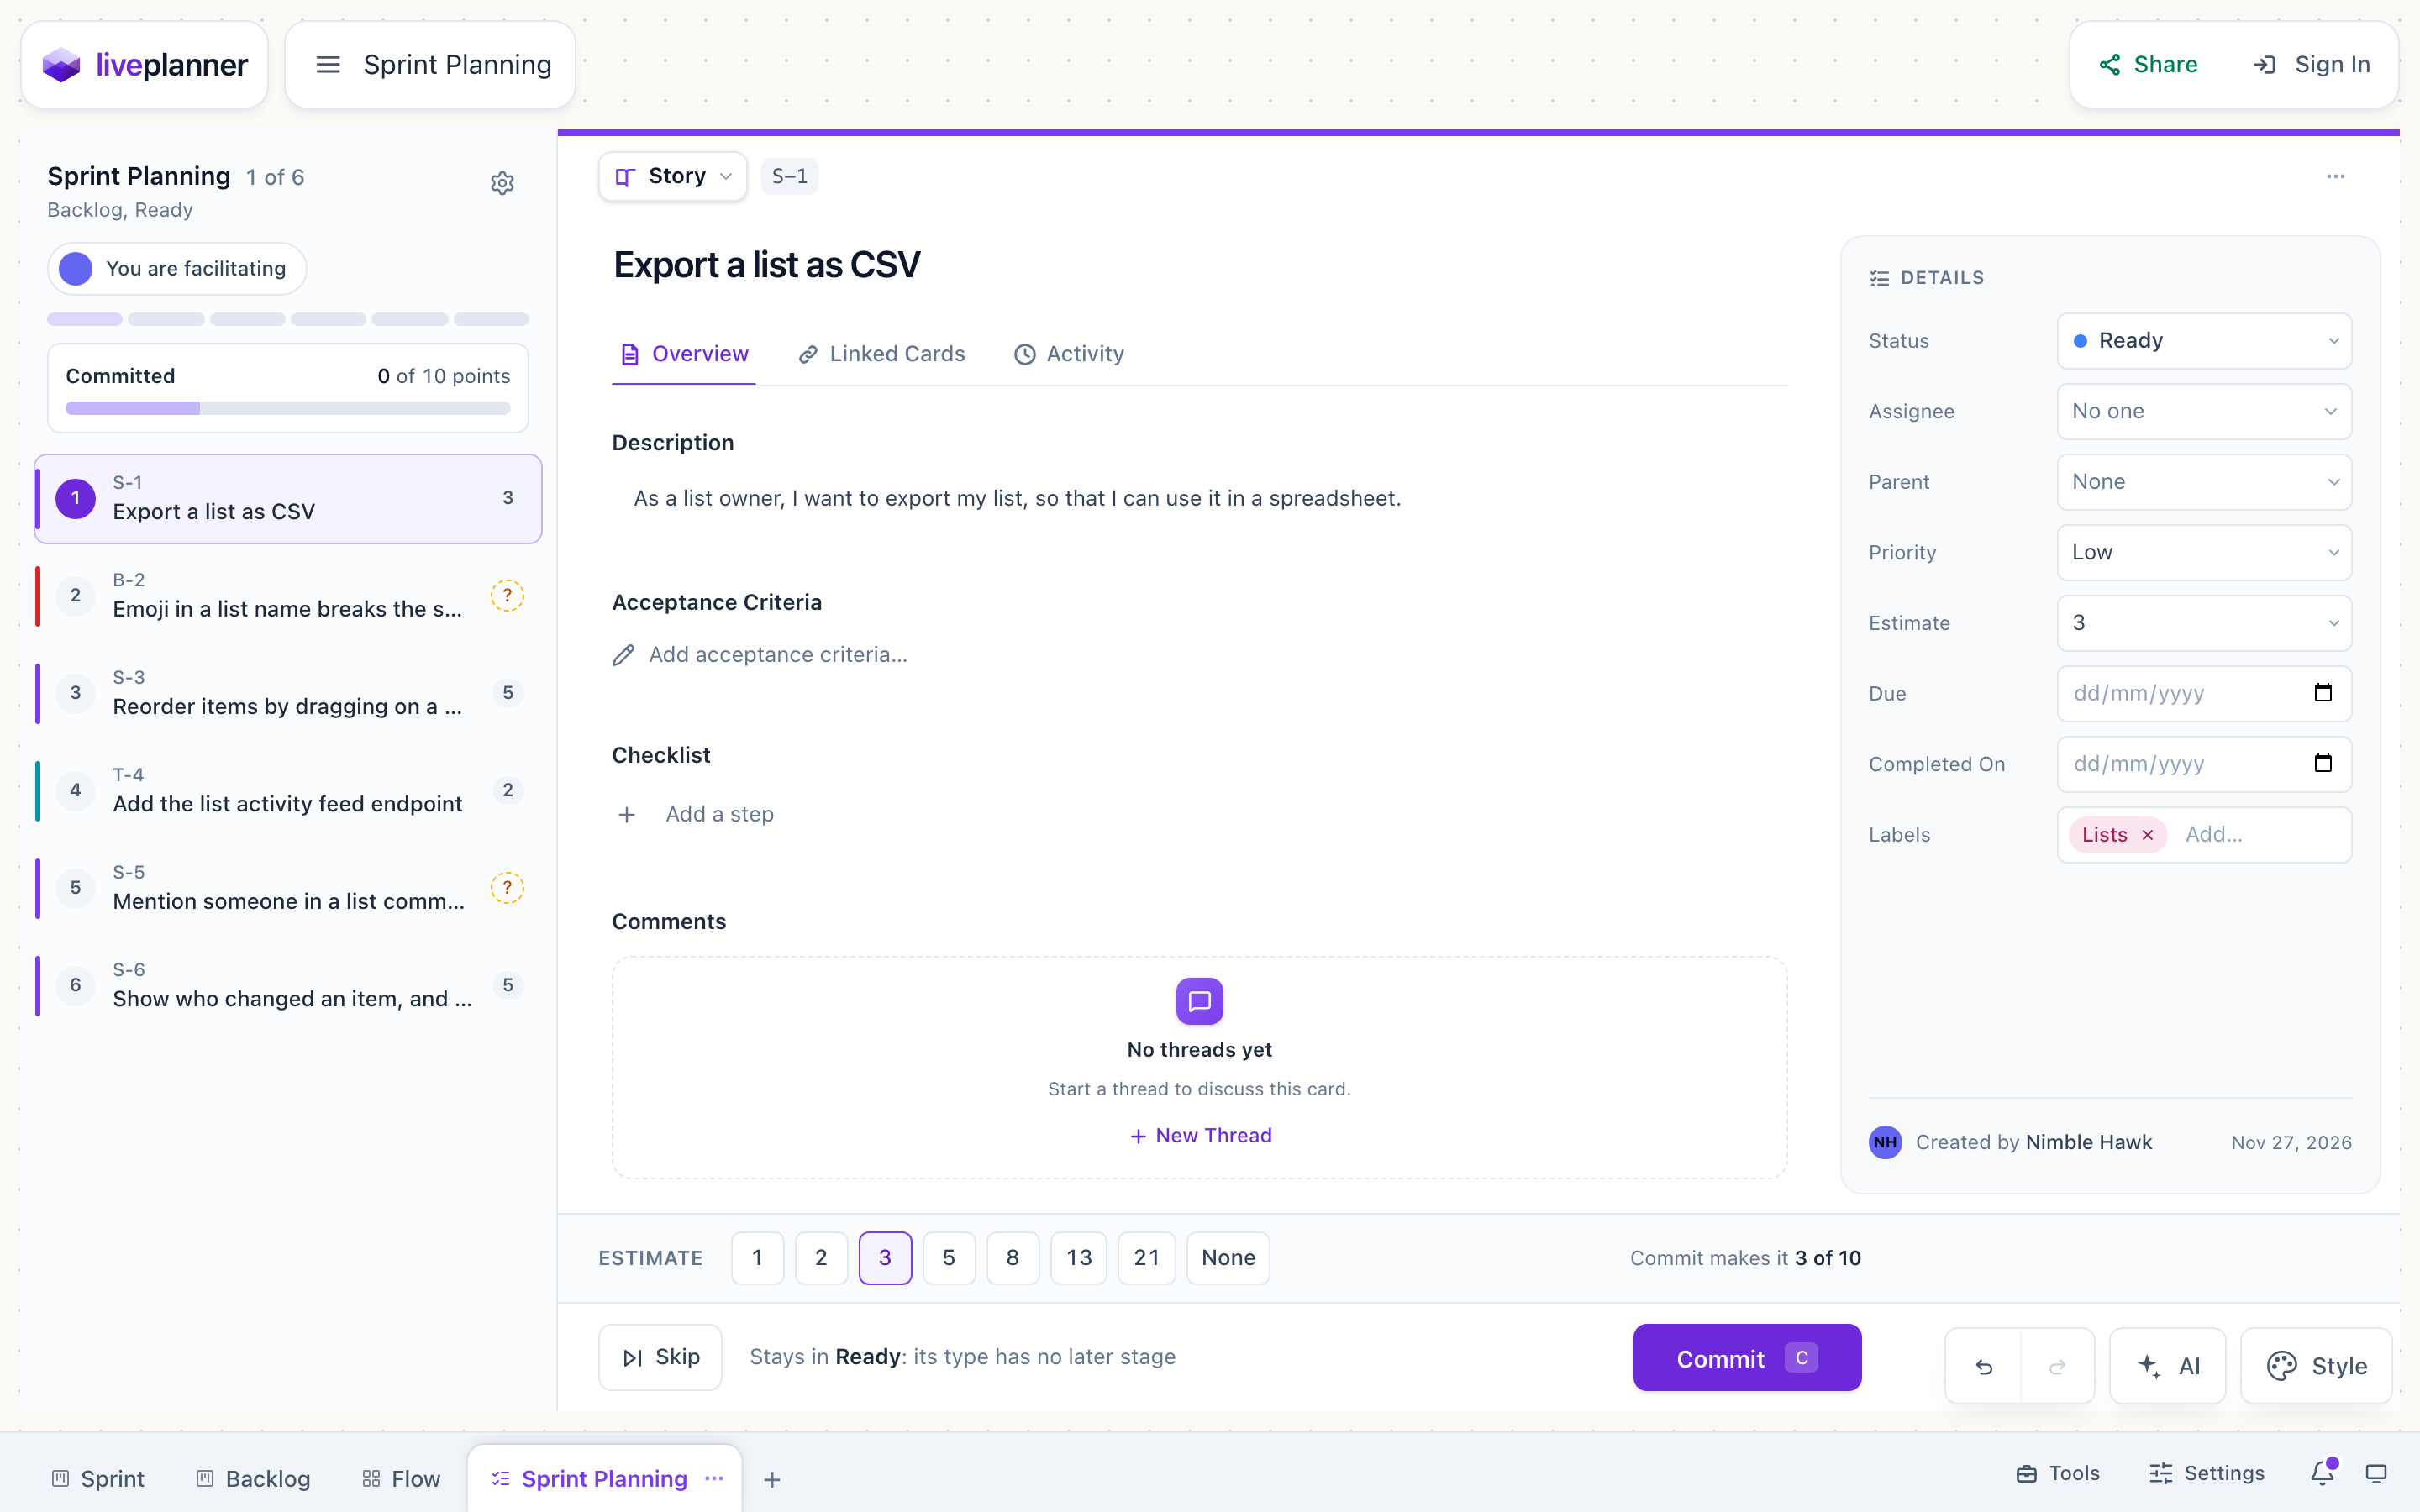 liveplanner
Sprint Planning
Share
Sign In
Sprint Planning 1 of 6
Backlog, Ready
You are facilitating
Committed 0 of 10 points
1 S-1 Export a list as CSV 3
2 B-2 Emoji in a list name breaks the s... ?
3 S-3 Reorder items by dragging on a ... 5
4 T-4 Add the list activity feed endpoint 2
5 S-5 Mention someone in a list comm... ?
6 S-6 Show who changed an item, and ... 5
Story S-1
Export a list as CSV
Overview Linked Cards Activity
Description
As a list owner, I want to export my list, so that I can use it in a spreadsheet.
Acceptance Criteria
Add acceptance criteria...
Checklist
Add a step
Comments
No threads yet
Start a thread to discuss this card.
New Thread
DETAILS
Status Ready
Assignee No one
Parent None
Priority Low
Estimate 3
Due dd/mm/yyyy
Completed On dd/mm/yyyy
Labels Lists Add...
NH Created by Nimble Hawk Nov 27, 2026
ESTIMATE 1 2 3 5 8 13 21 None
Commit makes it 3 of 10
Skip Stays in Ready: its type has no later stage
Commit C
AI
Style
Sprint Backlog Flow Sprint Planning
Tools Settings